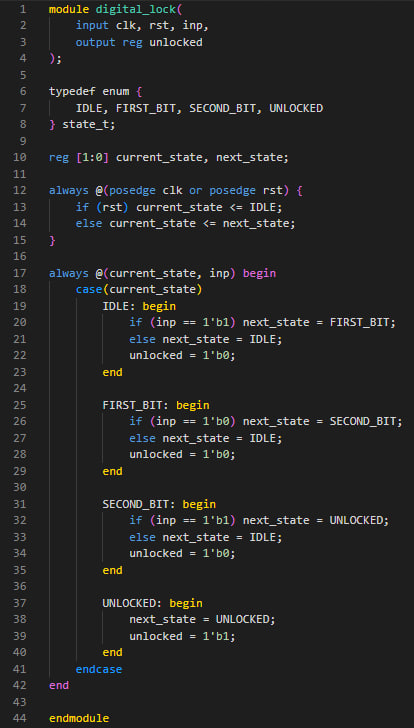 1 module digital_lock(
2     input clk, rst, inp,
3     output reg unlocked
4 );
5
6 typedef enum {
7     IDLE, FIRST_BIT, SECOND_BIT, UNLOCKED
8 } state_t;
9
10 reg [1:0] current_state, next_state;
11
12 always @(posedge clk or posedge rst) {
13     if (rst) current_state <= IDLE;
14     else current_state <= next_state;
15 }
16
17 always @(current_state, inp) begin
18     case(current_state)
19         IDLE: begin
20             if (inp == 1'b1) next_state = FIRST_BIT;
21             else next_state = IDLE;
22             unlocked = 1'b0;
23         end
24
25         FIRST_BIT: begin
26             if (inp == 1'b0) next_state = SECOND_BIT;
27             else next_state = IDLE;
28             unlocked = 1'b0;
29         end
30
31         SECOND_BIT: begin
32             if (inp == 1'b1) next_state = UNLOCKED;
33             else next_state = IDLE;
34             unlocked = 1'b0;
35         end
36
37         UNLOCKED: begin
38             next_state = UNLOCKED;
39             unlocked = 1'b1;
40         end
41     endcase
42 end
43
44 endmodule